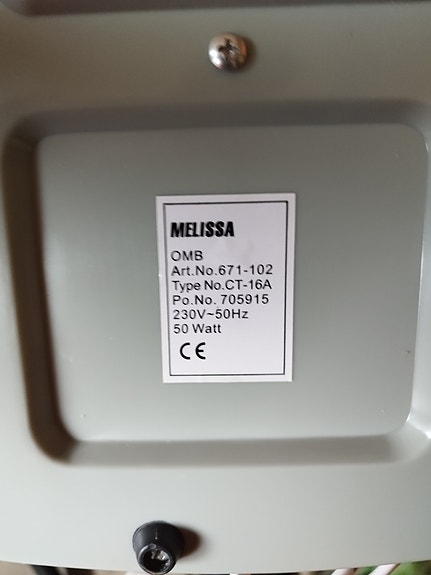 MELISSA
OMB
Art.No.671-102
Type No.CT-16A
Po.No. 705915
230V~50Hz
50 Watt
CE